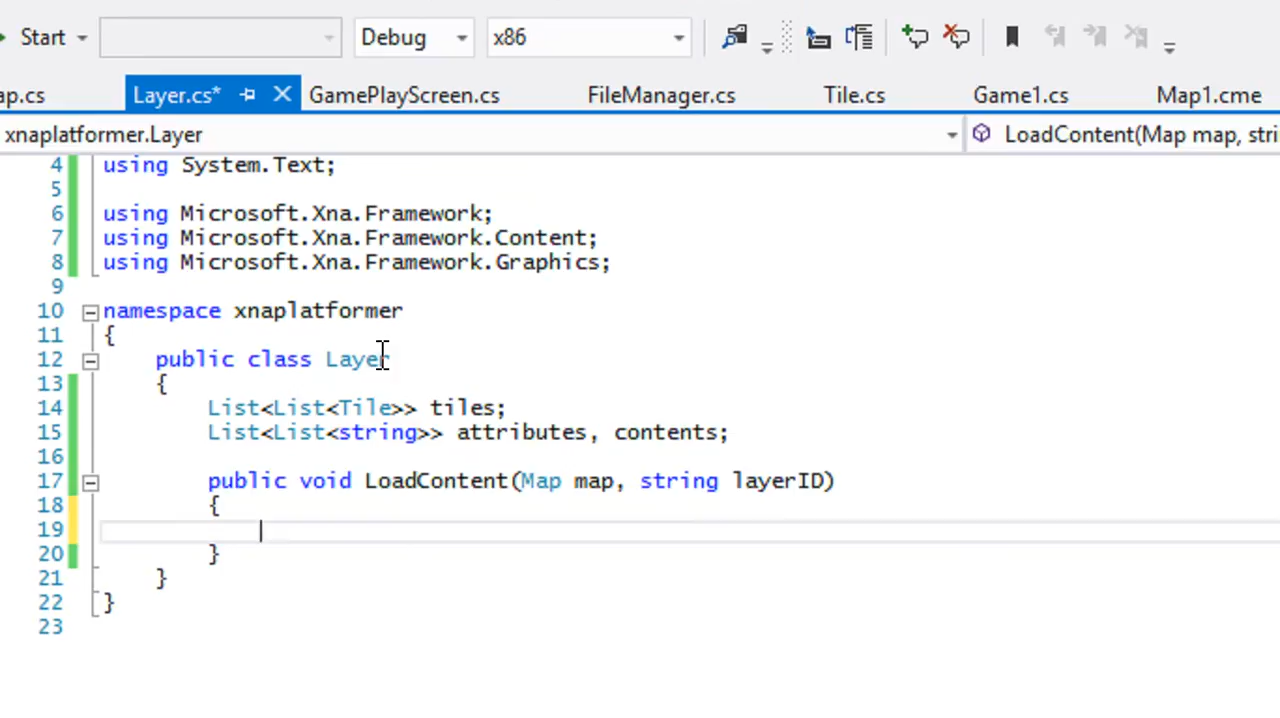 Start Debug x86
ap.cs Layer.cs* GamePlayScreen.cs FileManager.cs Tile.cs Game1.cs Map1.cme
xnaplatformer.Layer LoadContent(Map map, stri
4 using System.Text;
5
6 using Microsoft.Xna.Framework;
7 using Microsoft.Xna.Framework.Content;
8 using Microsoft.Xna.Framework.Graphics;
9
10 namespace xnaplatformer
11 {
12 public class Layer
13 {
14 List<List<Tile>> tiles;
15 List<List<string>> attributes, contents;
16
17 public void LoadContent(Map map, string layerID)
18 {
19
20 }
21 }
22 }
23